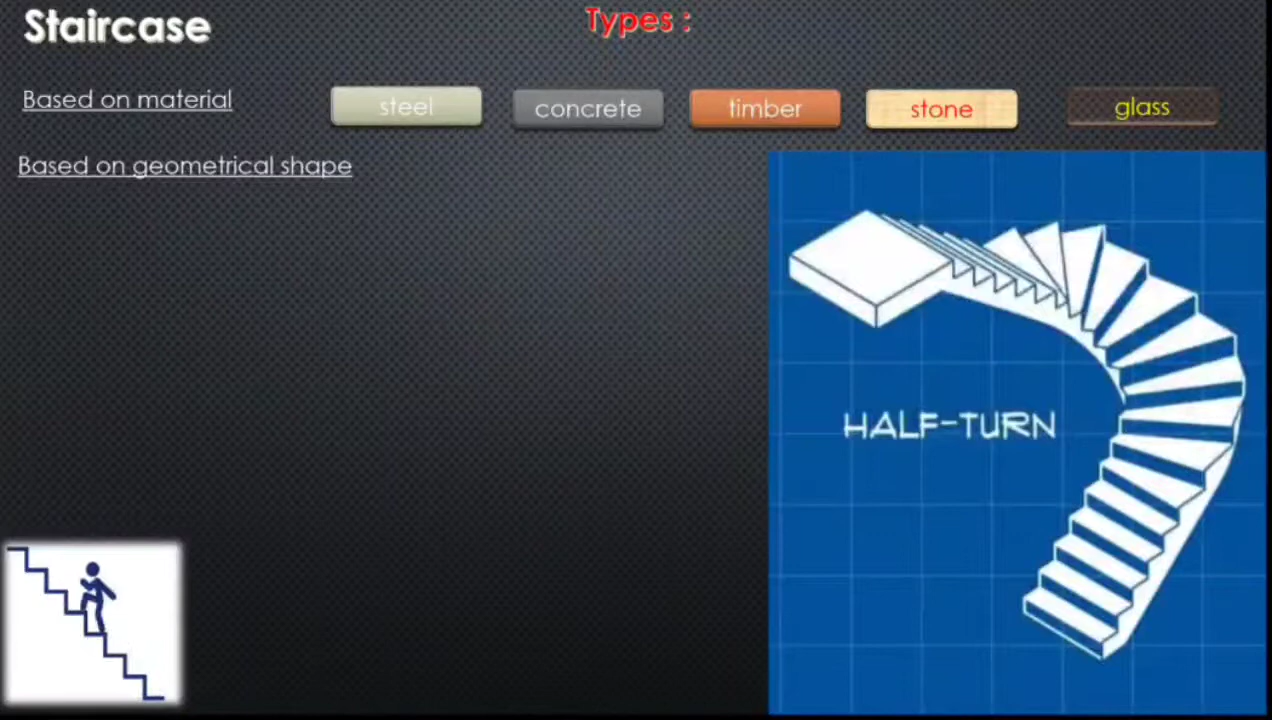 Staircase
Types :
Based on material
steel
concrete
timber
stone
glass
Based on geometrical shape
HALF-TURN